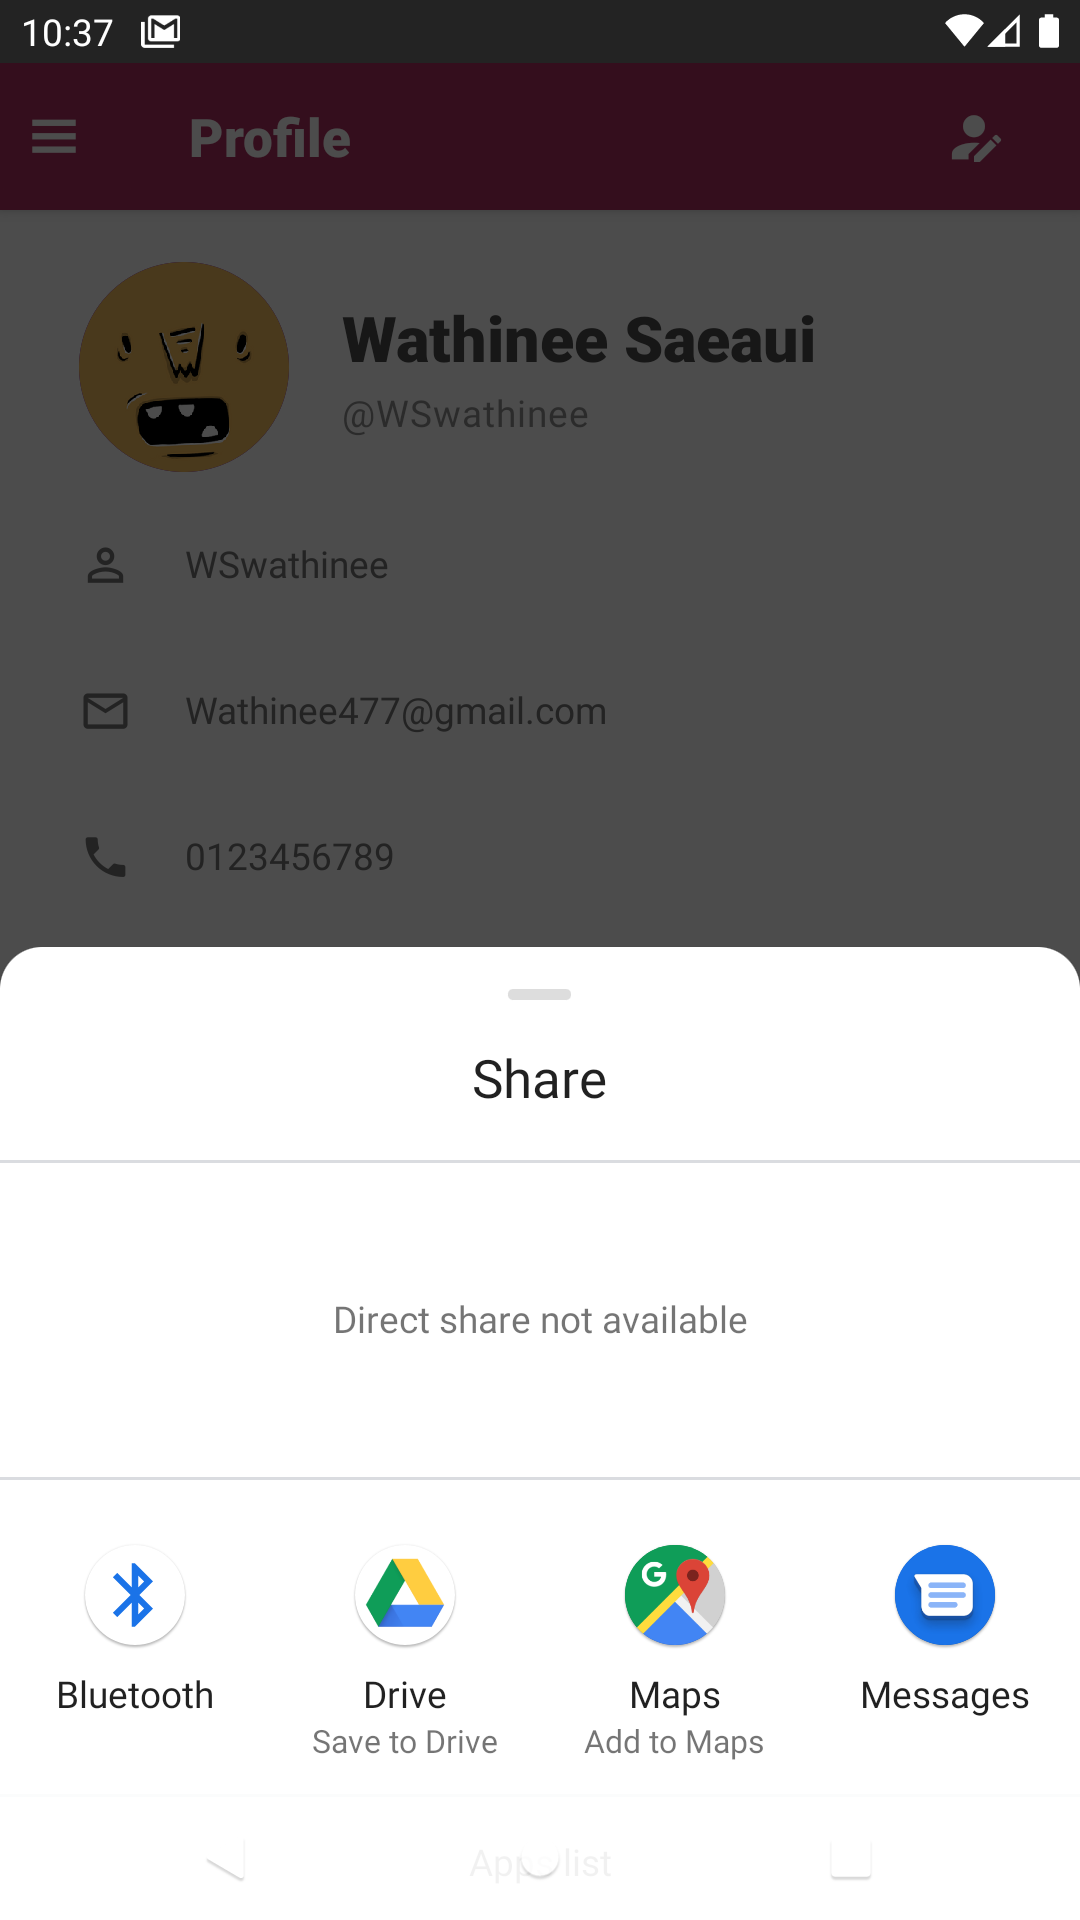 10:37
Profile
Wathinee Saeaui
@WSwathinee
WSwathinee
Wathinee477@gmail.com
0123456789
Share
Direct share not available
Bluetooth
Drive
Maps
Messages
Save to Drive
Add to Maps
Apps list